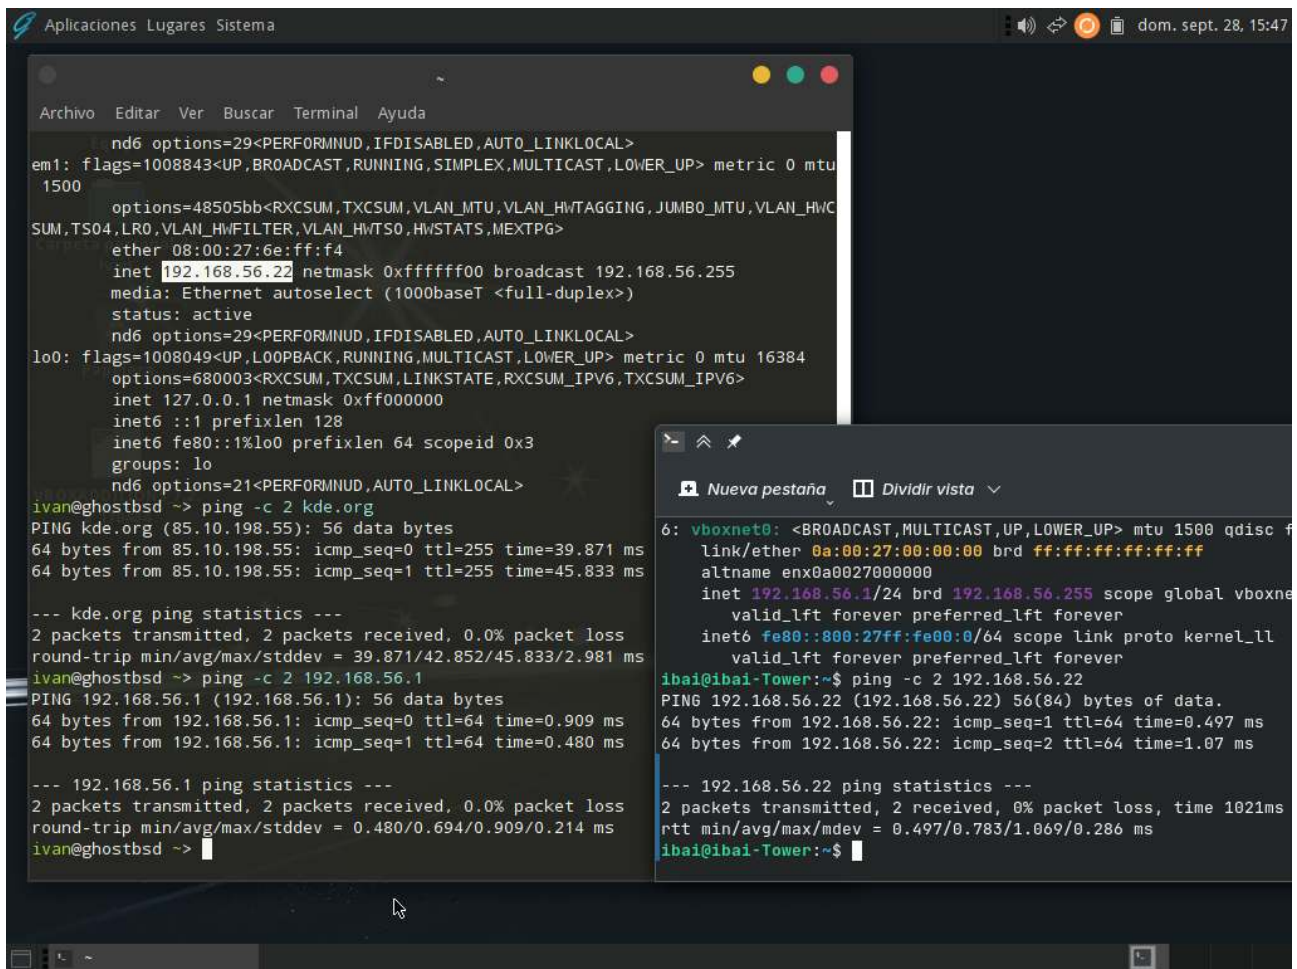 Aplicaciones Lugares Sistema
dom. sept. 28, 15:47
~
Archivo Editar Ver Buscar Terminal Ayuda
nd6 options=29<PERFORMNUD,IFDISABLED,AUTO_LINKLOCAL>
em1: flags=1008843<UP,BROADCAST,RUNNING,SIMPLEX,MULTICAST,LOWER_UP> metric 0 mtu
1500
options=48505bb<RXCSUM,TXCSUM,VLAN_MTU,VLAN_HWTAGGING,JUMBO_MTU,VLAN_HWC
SUM,TSO4,LRO,VLAN_HWFILTER,VLAN_HWTSO,HWSTATS,MEXTPG>
ether 08:00:27:6e:ff:f4
inet 192.168.56.22 netmask 0xffffff00 broadcast 192.168.56.255
media: Ethernet autoselect (1000baseT <full-duplex>)
status: active
nd6 options=29<PERFORMNUD,IFDISABLED,AUTO_LINKLOCAL>
lo0: flags=1008049<UP,LOOPBACK,RUNNING,MULTICAST,LOWER_UP> metric 0 mtu 16384
options=680003<RXCSUM,TXCSUM,LINKSTATE,RXCSUM_IPV6,TXCSUM_IPV6>
inet 127.0.0.1 netmask 0xff000000
inet6 ::1 prefixlen 128
inet6 fe80::1%lo0 prefixlen 64 scopeid 0x3
groups: lo
nd6 options=21<PERFORMNUD,AUTO_LINKLOCAL>
ivan@ghostbsd ~> ping -c 2 kde.org
PING kde.org (85.10.198.55): 56 data bytes
64 bytes from 85.10.198.55: icmp_seq=0 ttl=255 time=39.871 ms
64 bytes from 85.10.198.55: icmp_seq=1 ttl=255 time=45.833 ms
--- kde.org ping statistics ---
2 packets transmitted, 2 packets received, 0.0% packet loss
round-trip min/avg/max/stddev = 39.871/42.852/45.833/2.981 ms
ivan@ghostbsd ~> ping -c 2 192.168.56.1
PING 192.168.56.1 (192.168.56.1): 56 data bytes
64 bytes from 192.168.56.1: icmp_seq=0 ttl=64 time=0.909 ms
64 bytes from 192.168.56.1: icmp_seq=1 ttl=64 time=0.480 ms
--- 192.168.56.1 ping statistics ---
2 packets transmitted, 2 packets received, 0.0% packet loss
round-trip min/avg/max/stddev = 0.480/0.694/0.909/0.214 ms
ivan@ghostbsd ~>
Nueva pestaña Dividir vista
6: vboxnet0: <BROADCAST,MULTICAST,UP,LOWER_UP> mtu 1500 qdisc f
link/ether 0a:00:27:00:00:00 brd ff:ff:ff:ff:ff:ff
altname enx0a0027000000
inet 192.168.56.1/24 brd 192.168.56.255 scope global vboxne
valid_lft forever preferred_lft forever
inet6 fe80::800:27ff:fe00:0/64 scope link proto kernel_ll
valid_lft forever preferred_lft forever
ibai@ibai-Tower:~$ ping -c 2 192.168.56.22
PING 192.168.56.22 (192.168.56.22) 56(84) bytes of data.
64 bytes from 192.168.56.22: icmp_seq=1 ttl=64 time=0.497 ms
64 bytes from 192.168.56.22: icmp_seq=2 ttl=64 time=1.07 ms
--- 192.168.56.22 ping statistics ---
2 packets transmitted, 2 received, 0% packet loss, time 1021ms
rtt min/avg/max/mdev = 0.497/0.783/1.069/0.286 ms
ibai@ibai-Tower:~$
~